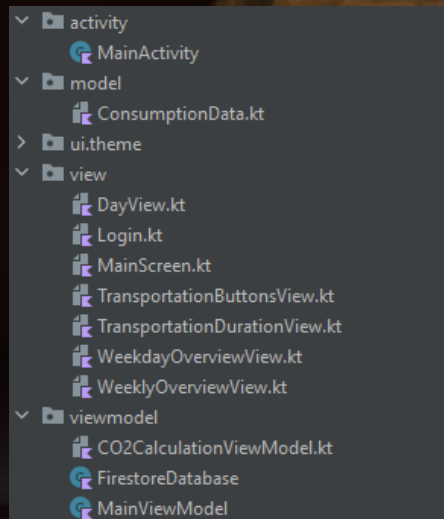 activity
MainActivity
model
ConsumptionData.kt
ui.theme
view
DayView.kt
Login.kt
MainScreen.kt
TransportationButtonsView.kt
TransportationDurationView.kt
WeekdayOverviewView.kt
WeeklyOverviewView.kt
viewmodel
CO2CalculationViewModel.kt
FirestoreDatabase
MainViewModel